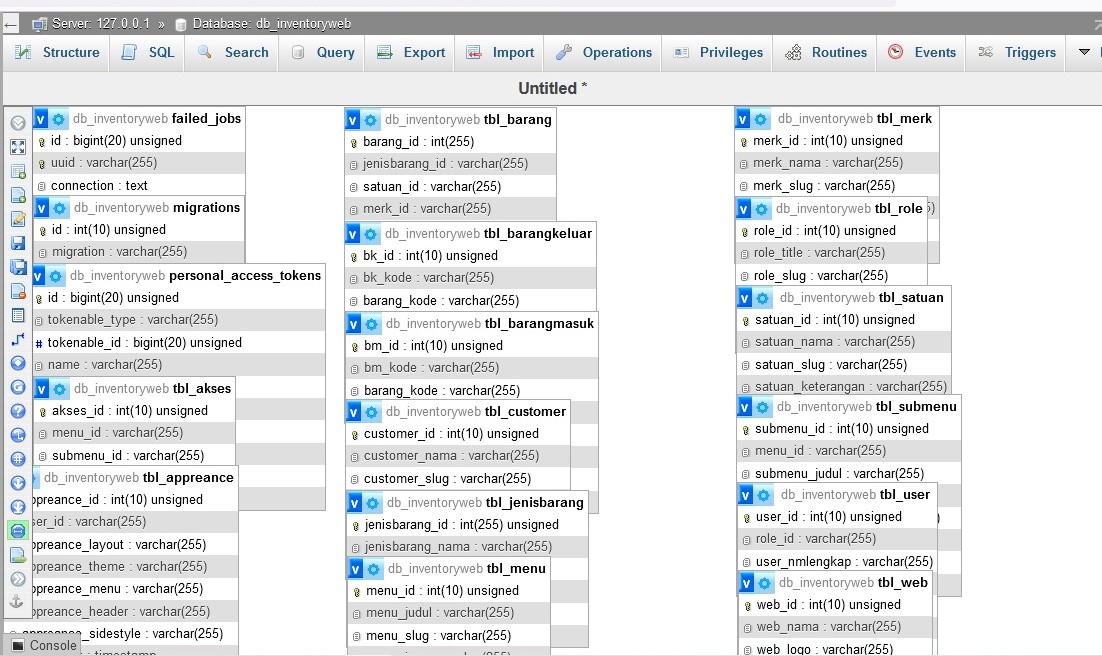 Server: 127.0.0.1 » Database: db_inventoryweb
Structure SQL Search Query Export Import Operations Privileges Routines Events Triggers
Untitled *
v db_inventoryweb failed_jobs
id : bigint(20) unsigned
uuid : varchar(255)
connection : text
v db_inventoryweb migrations
id : int(10) unsigned
migration : varchar(255)
v db_inventoryweb personal_access_tokens
id : bigint(20) unsigned
tokenable_type : varchar(255)
# tokenable_id : bigint(20) unsigned
name : varchar(255)
v db_inventoryweb tbl_akses
akses_id : int(10) unsigned
menu_id : varchar(255)
submenu_id : varchar(255)
db_inventoryweb tbl_appreance
ppreance_id : int(10) unsigned
ser_id : varchar(255)
ppreance_layout : varchar(255)
ppreance_theme : varchar(255)
ppreance_menu : varchar(255)
ppreance_header : varchar(255)
appreance_sidestyle : varchar(255)
: timestamp
Console
v db_inventoryweb tbl_barang
barang_id : int(255)
jenisbarang_id : varchar(255)
satuan_id : varchar(255)
merk_id : varchar(255)
v db_inventoryweb tbl_barangkeluar
bk_id : int(10) unsigned
bk_kode : varchar(255)
barang_kode : varchar(255)
v db_inventoryweb tbl_barangmasuk
bm_id : int(10) unsigned
bm_kode : varchar(255)
barang_kode : varchar(255)
v db_inventoryweb tbl_customer
customer_id : int(10) unsigned
customer_nama : varchar(255)
customer_slug : varchar(255)
v db_inventoryweb tbl_jenisbarang
jenisbarang_id : int(255) unsigned
jenisbarang_nama : varchar(255)
v db_inventoryweb tbl_menu
menu_id : int(10) unsigned
menu_judul : varchar(255)
menu_slug : varchar(255)
v db_inventoryweb tbl_merk
merk_id : int(10) unsigned
merk_nama : varchar(255)
merk_slug : varchar(255)
v db_inventoryweb tbl_role
role_id : int(10) unsigned
role_title : varchar(255)
role_slug : varchar(255)
v db_inventoryweb tbl_satuan
satuan_id : int(10) unsigned
satuan_nama : varchar(255)
satuan_slug : varchar(255)
satuan_keterangan : varchar(255)
v db_inventoryweb tbl_submenu
submenu_id : int(10) unsigned
menu_id : varchar(255)
submenu_judul : varchar(255)
v db_inventoryweb tbl_user
user_id : int(10) unsigned
role_id : varchar(255)
user_nmlengkap : varchar(255)
v db_inventoryweb tbl_web
web_id : int(10) unsigned
web_nama : varchar(255)
web_logo : varchar(255)